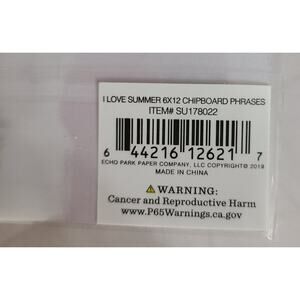 I LOVE SUMMER 6X12 CHIPBOARD PHRASES
ITEM# SU178022
6 44216 12621 7
ECHO PARK PAPER COMPANY, LLC COPYRIGHT© 2019
MADE IN CHINA
⚠ WARNING:
Cancer and Reproductive Harm
www.P65Warnings.ca.gov